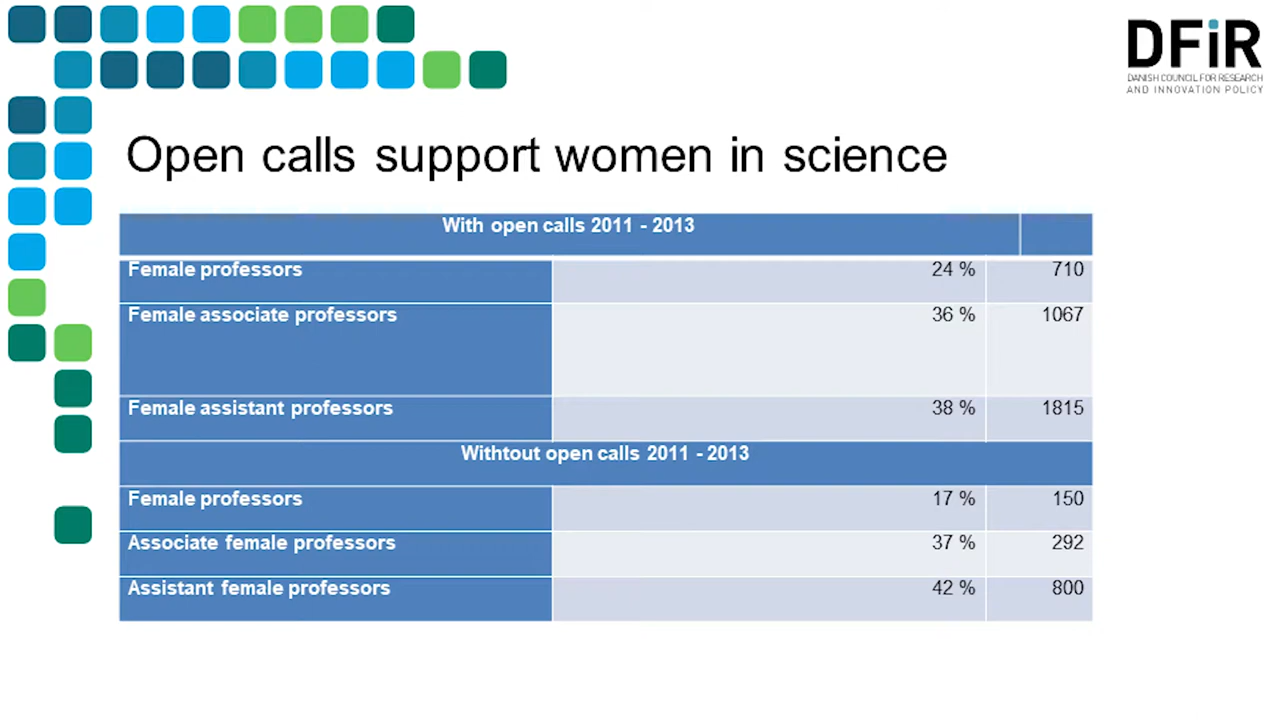 DFiR
DANISH COUNCIL FOR RESEARCH
AND INNOVATION POLICY
Open calls support women in science
With open calls 2011 - 2013
Female professors 24 % 710
Female associate professors 36 % 1067
Female assistant professors 38 % 1815
Withtout open calls 2011 - 2013
Female professors 17 % 150
Associate female professors 37 % 292
Assistant female professors 42 % 800